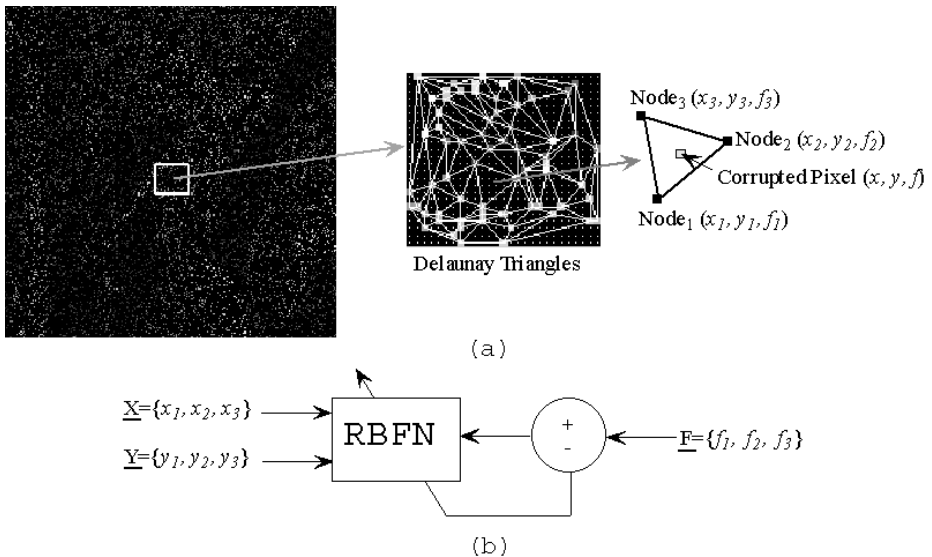 Node3 (x3, y3, f3)
Node2 (x2, y2, f2)
Corrupted Pixel (x, y, f)
Node1 (x1, y1, f1)
Delaunay Triangles
(a)
X={x1, x2, x3}
Y={y1, y2, y3}
RBFN
+
-
F={f1, f2, f3}
(b)